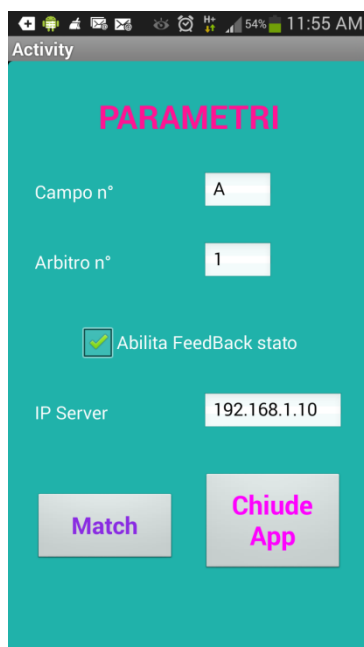 H+ 54% 11:55 AM
Activity
PARAMETRI
Campo n° A
Arbitro n° 1
Abilita FeedBack stato
IP Server 192.168.1.10
Match
Chiude
App